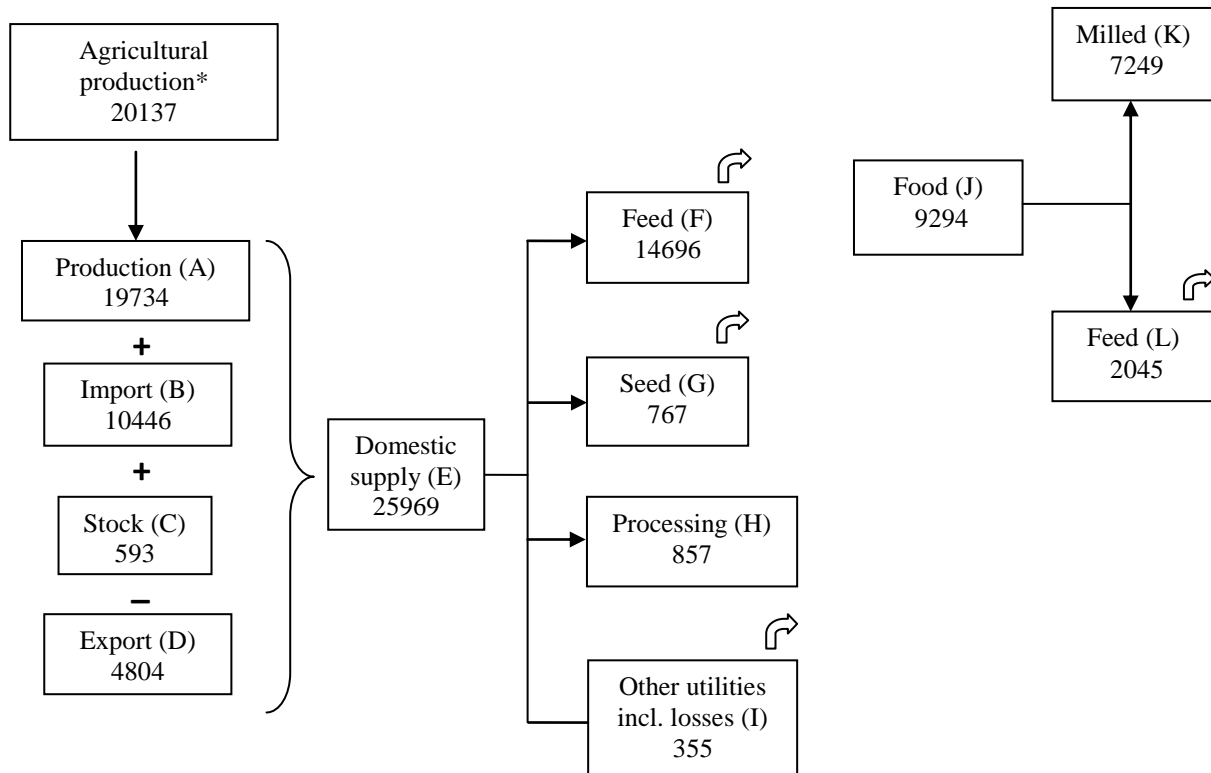 Agricultural
production*
20137
Production (A)
19734
+
Import (B)
10446
+
Stock (C)
593
−
Export (D)
4804
Domestic
supply (E)
25969
Feed (F)
14696
Seed (G)
767
Processing (H)
857
Other utilities
incl. losses (I)
355
Food (J)
9294
Milled (K)
7249
Feed (L)
2045